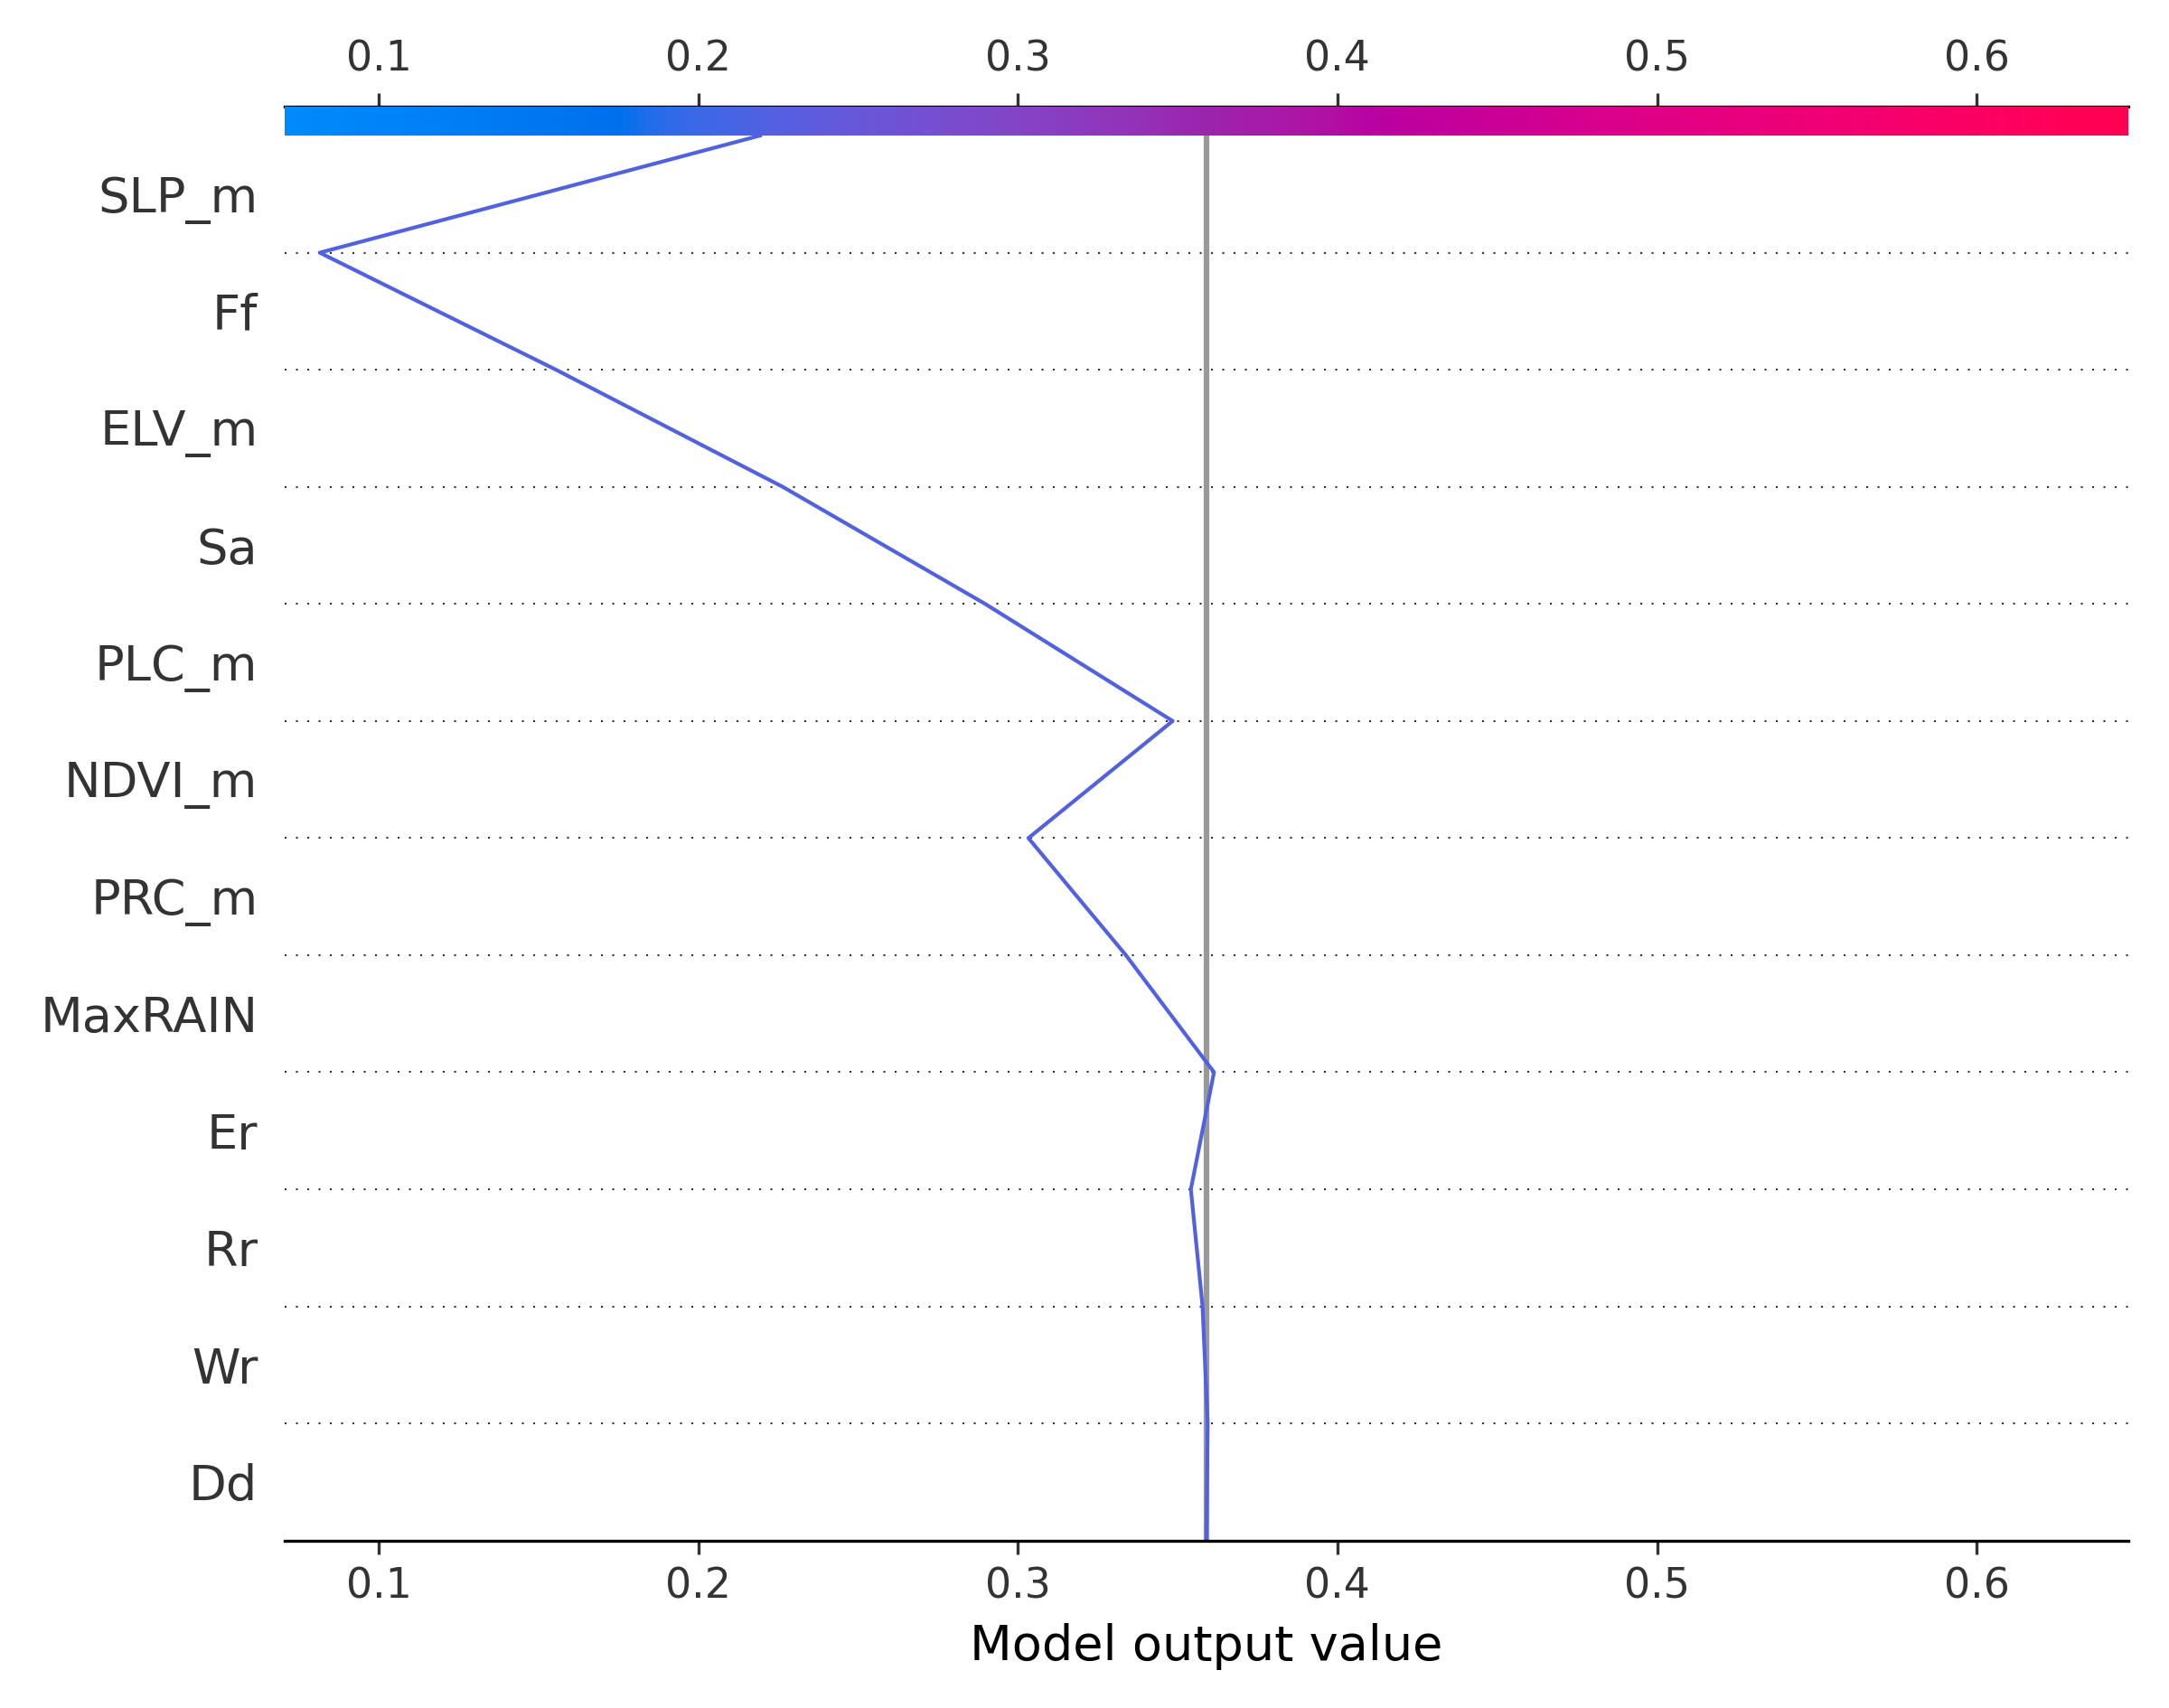 0.1 0.2 0.3 0.4 0.5 0.6
SLP_m
Ff
ELV_m
Sa
PLC_m
NDVI_m
PRC_m
MaxRAIN
Er
Rr
Wr
Dd
0.1 0.2 0.3 0.4 0.5 0.6
Model output value